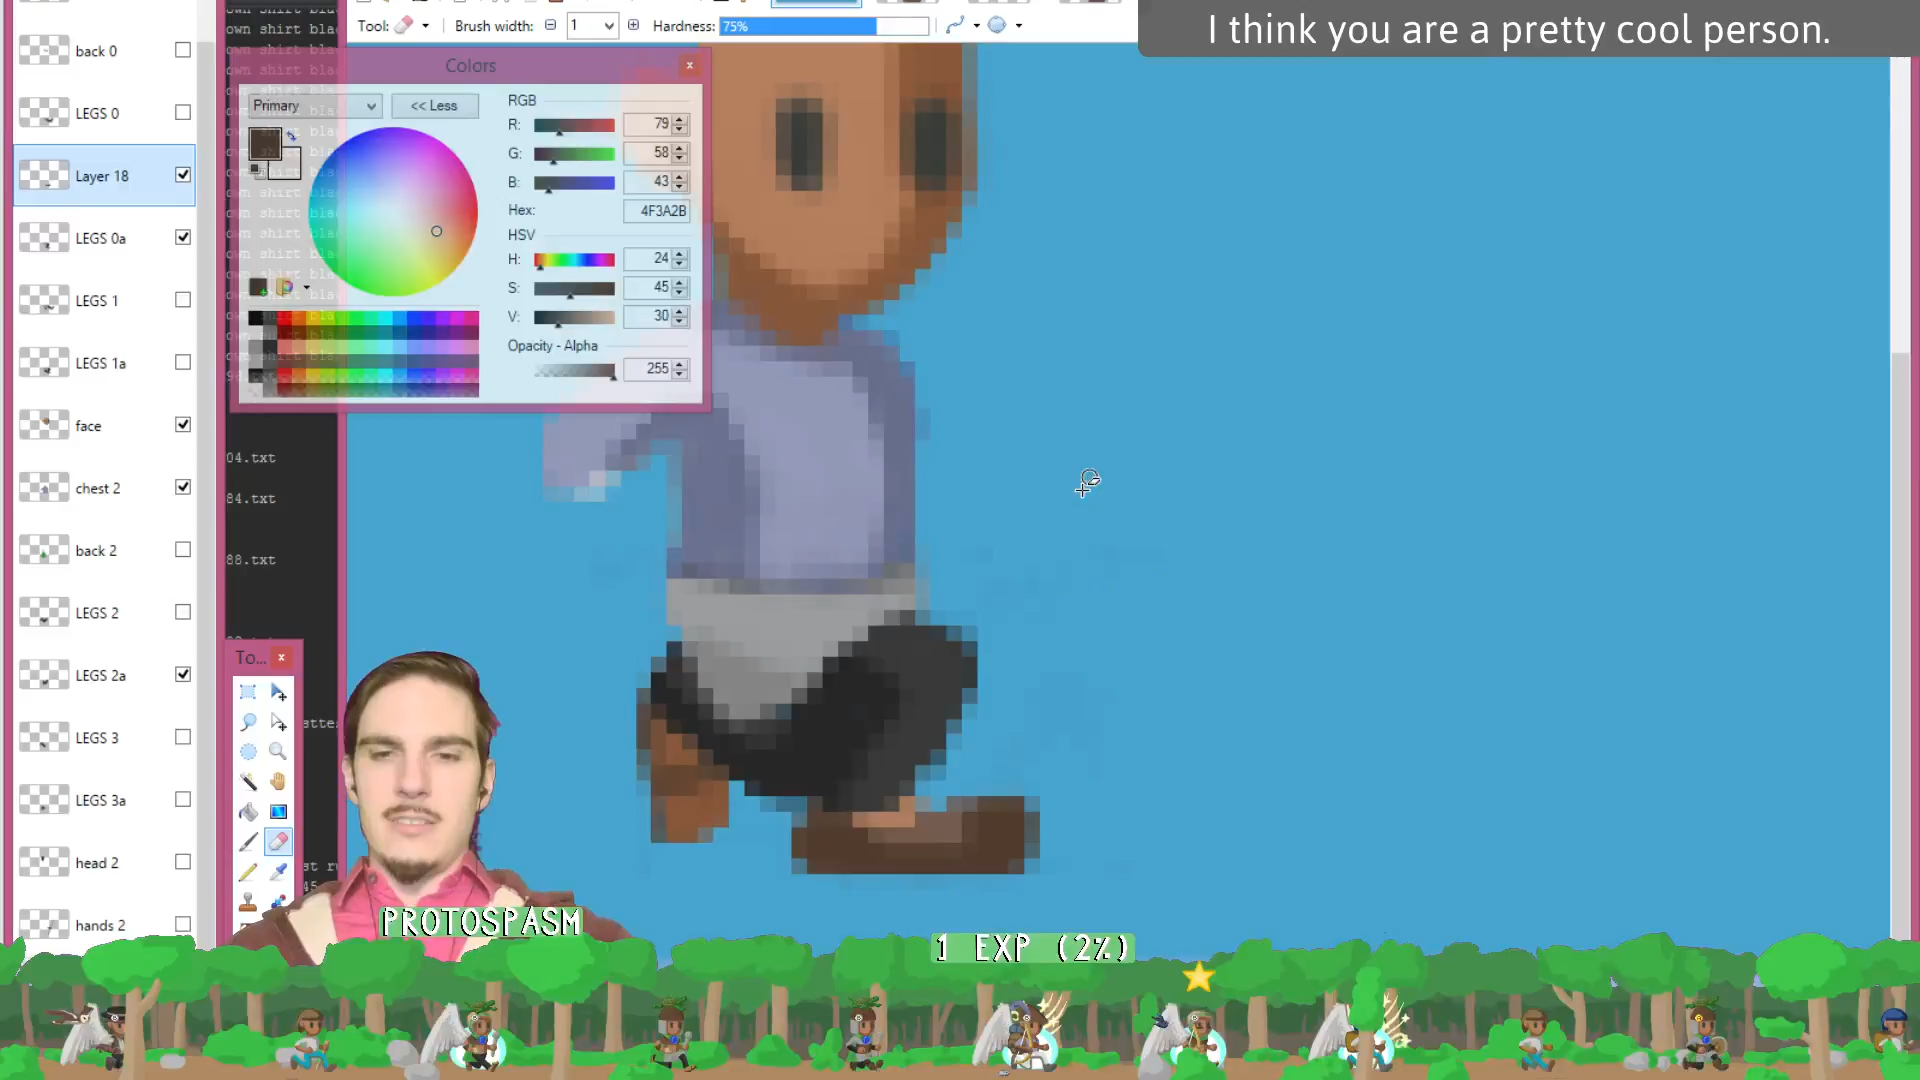 I think you are a pretty cool person.
Tool:
Brush width:
1
Hardness:
75%
back 0
LEGS 0
Layer 18
LEGS 0a
LEGS 1
LEGS 1a
face
chest 2
back 2
LEGS 2
LEGS 2a
LEGS 3
LEGS 3a
head 2
hands 2
own shirt bla
Colors
Primary
<< Less
RGB
R: 79
G: 58
B: 43
Hex: 4F3A2B
HSV
H: 24
S: 45
V: 30
Opacity - Alpha
255
04.txt
84.txt
88.txt
To...
PROTOSPASM
1 EXP (2%)